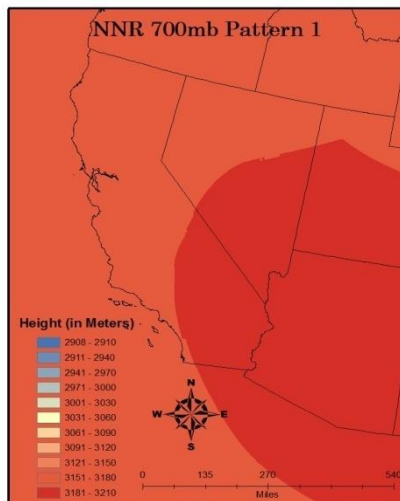 NNR 700mb Pattern 1
Height (in Meters)
2908 - 2910
2911 - 2940
2941 - 2970
2971 - 3000
3001 - 3030
3031 - 3060
3061 - 3090
3091 - 3120
3121 - 3150
3151 - 3180
3181 - 3210
N
W E
S
0 135 270 540
Miles